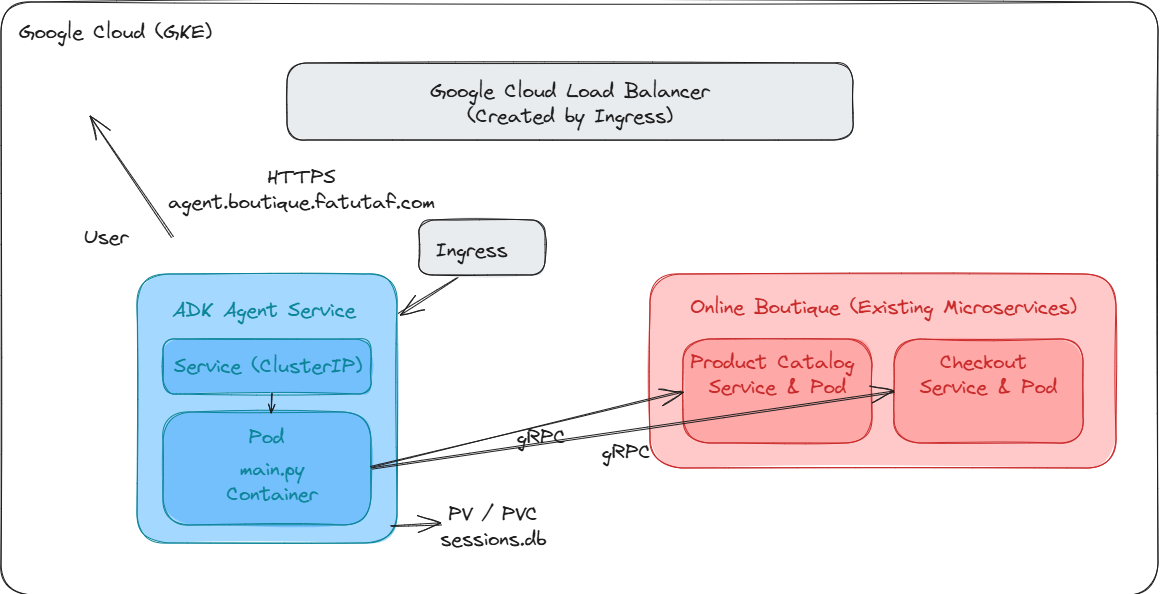 Google Cloud (GKE)
Google Cloud Load Balancer
(Created by Ingress)
HTTPS
agent.boutique.fatutaf.com
User
Ingress
ADK Agent Service
Service (ClusterIP)
Pod
main.py
Container
Online Boutique (Existing Microservices)
Product Catalog
Service & Pod
Checkout
Service & Pod
gRPC
gRPC
PV / PVC
sessions.db